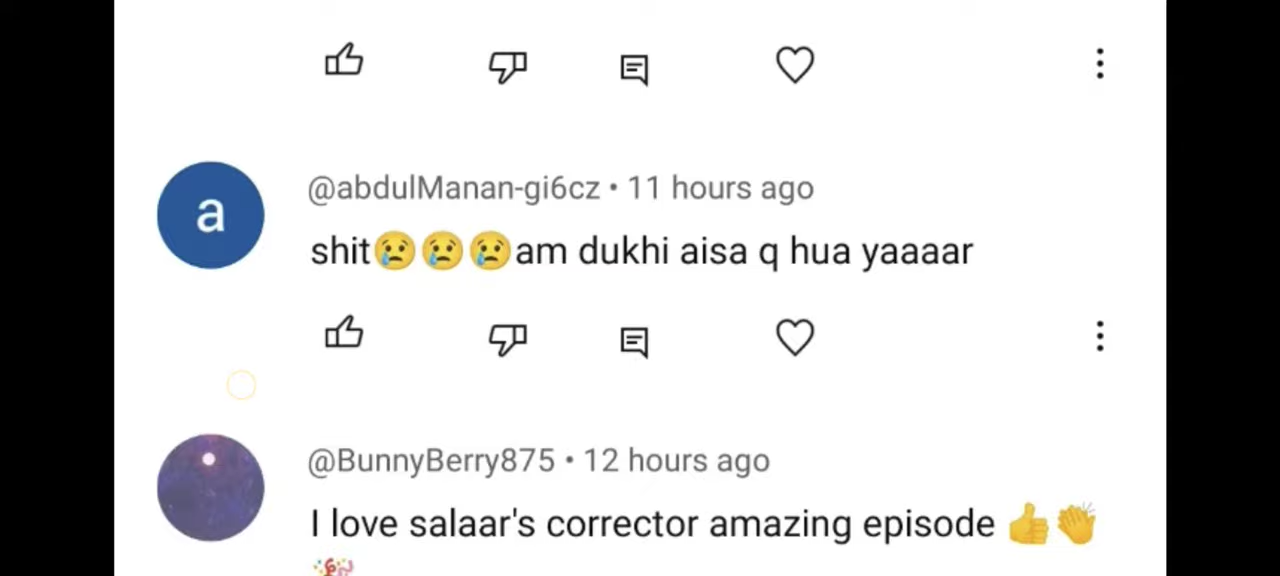 @abdulManan-gi6cz • 11 hours ago
a
shit😢😢😢am dukhi aisa q hua yaaaar
@BunnyBerry875 • 12 hours ago
I love salaar's corrector amazing episode 👍👏
🎉